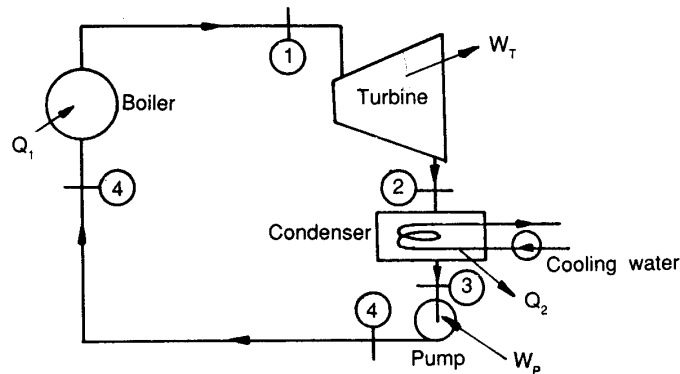 1
W_T
Turbine
Boiler
Q_1
4
2
Condenser
Cooling water
3
Q_2
4
Pump
W_P